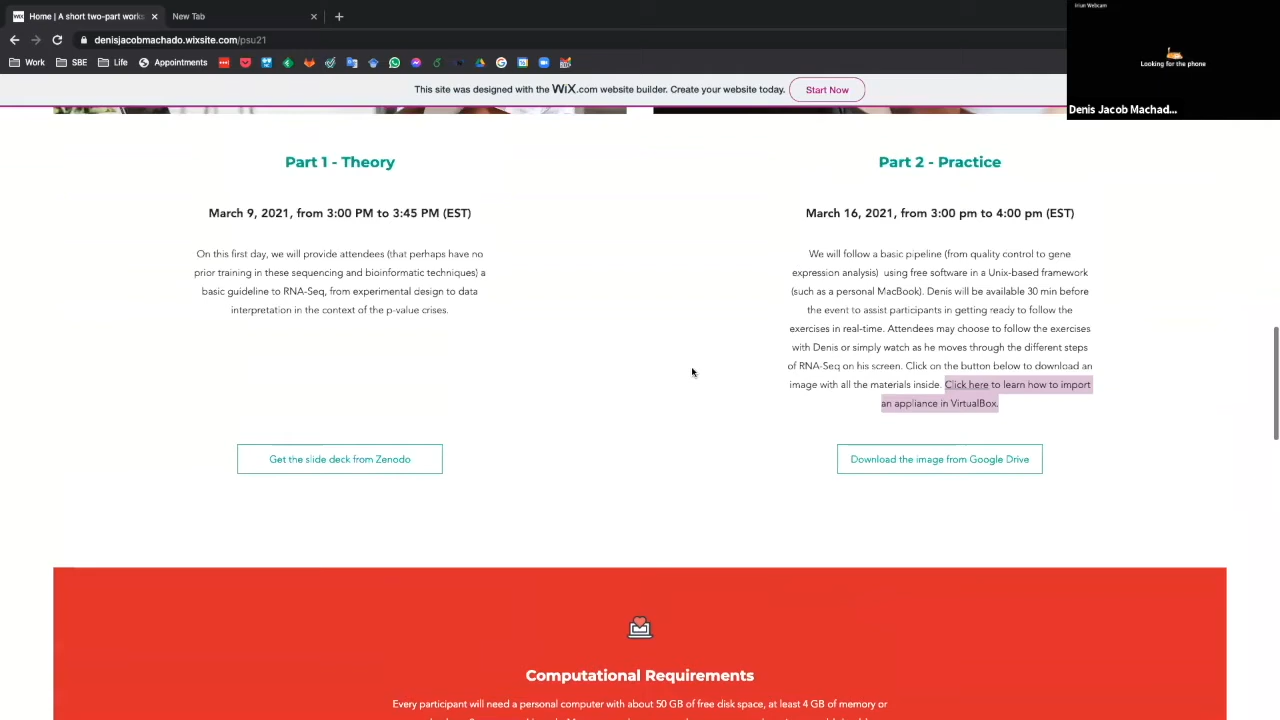 Home | A short two-part works
New Tab
Irium Webcam
denisjacobmachado.wixsite.com/psu21
Work
SBE
Life
Appointments
Looking for the phone
This site was designed with the WiX.com website builder. Create your website today.
Start Now
Denis Jacob Machad...
Part 1 - Theory
March 9, 2021, from 3:00 PM to 3:45 PM (EST)
On this first day, we will provide attendees (that perhaps have no
prior training in these sequencing and bioinformatic techniques) a
basic guideline to RNA-Seq, from experimental design to data
interpretation in the context of the p-value crises.
Get the slide deck from Zenodo
Part 2 - Practice
March 16, 2021, from 3:00 pm to 4:00 pm (EST)
We will follow a basic pipeline (from quality control to gene
expression analysis) using free software in a Unix-based framework
(such as a personal MacBook). Denis will be available 30 min before
the event to assist participants in getting ready to follow the
exercises in real-time. Attendees may choose to follow the exercises
with Denis or simply watch as he moves through the different steps
of RNA-Seq on his screen. Click on the button below to download an
image with all the materials inside. Click here to learn how to import
an appliance in VirtualBox.
Download the image from Google Drive
Computational Requirements
Every participant will need a personal computer with about 50 GB of free disk space, at least 4 GB of memory or